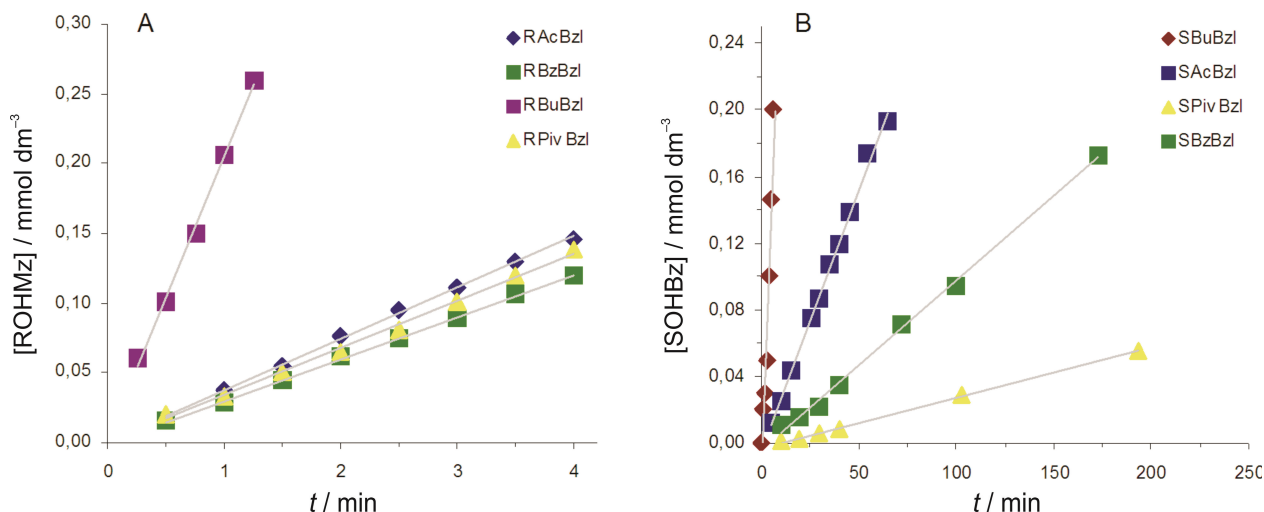 A
[ROHMz] / mmol dm⁻³
0,30
0,25
0,20
0,15
0,10
0,05
0,00
0
1
2
3
4
t / min
RAcBzl
RBzBzl
RBuBzl
RPiv Bzl
B
[SOHBz] / mmol dm⁻³
0,24
0,20
0,16
0,12
0,08
0,04
0,00
0
50
100
150
200
250
t / min
SBuBzl
SAcBzl
SPiv Bzl
SBzBzl